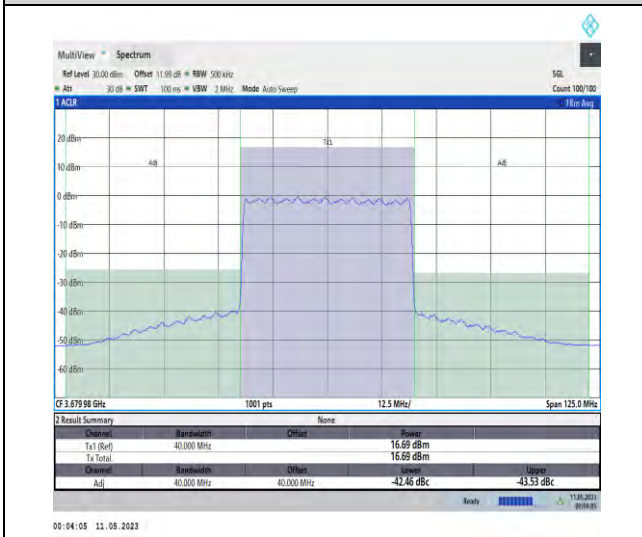 MultiView Spectrum
Ref Level 30.00 dBm Offset 11.99 dB RBW 500 kHz SGL
Att 30 dB SWT 100 ms VBW 2 MHz Mode Auto Sweep Count 100/100
1 ACLR 1Rm Avg
Tx1
20 dBm
Adj Adj
10 dBm
0 dBm
-10 dBm
-20 dBm
-30 dBm
-40 dBm
-50 dBm
-60 dBm
CF 3.67998 GHz 1001 pts 12.5 MHz/ Span 125.0 MHz
2 Result Summary None
Channel Bandwidth Offset Power
Tx1 (Ref) 40.000 MHz 16.69 dBm
Tx Total 16.69 dBm
Channel Bandwidth Offset Lower Upper
Adj 40.000 MHz 40.000 MHz -42.46 dBc -43.53 dBc
Ready 11.05.2023
00:04:05
00:04:05 11.05.2023